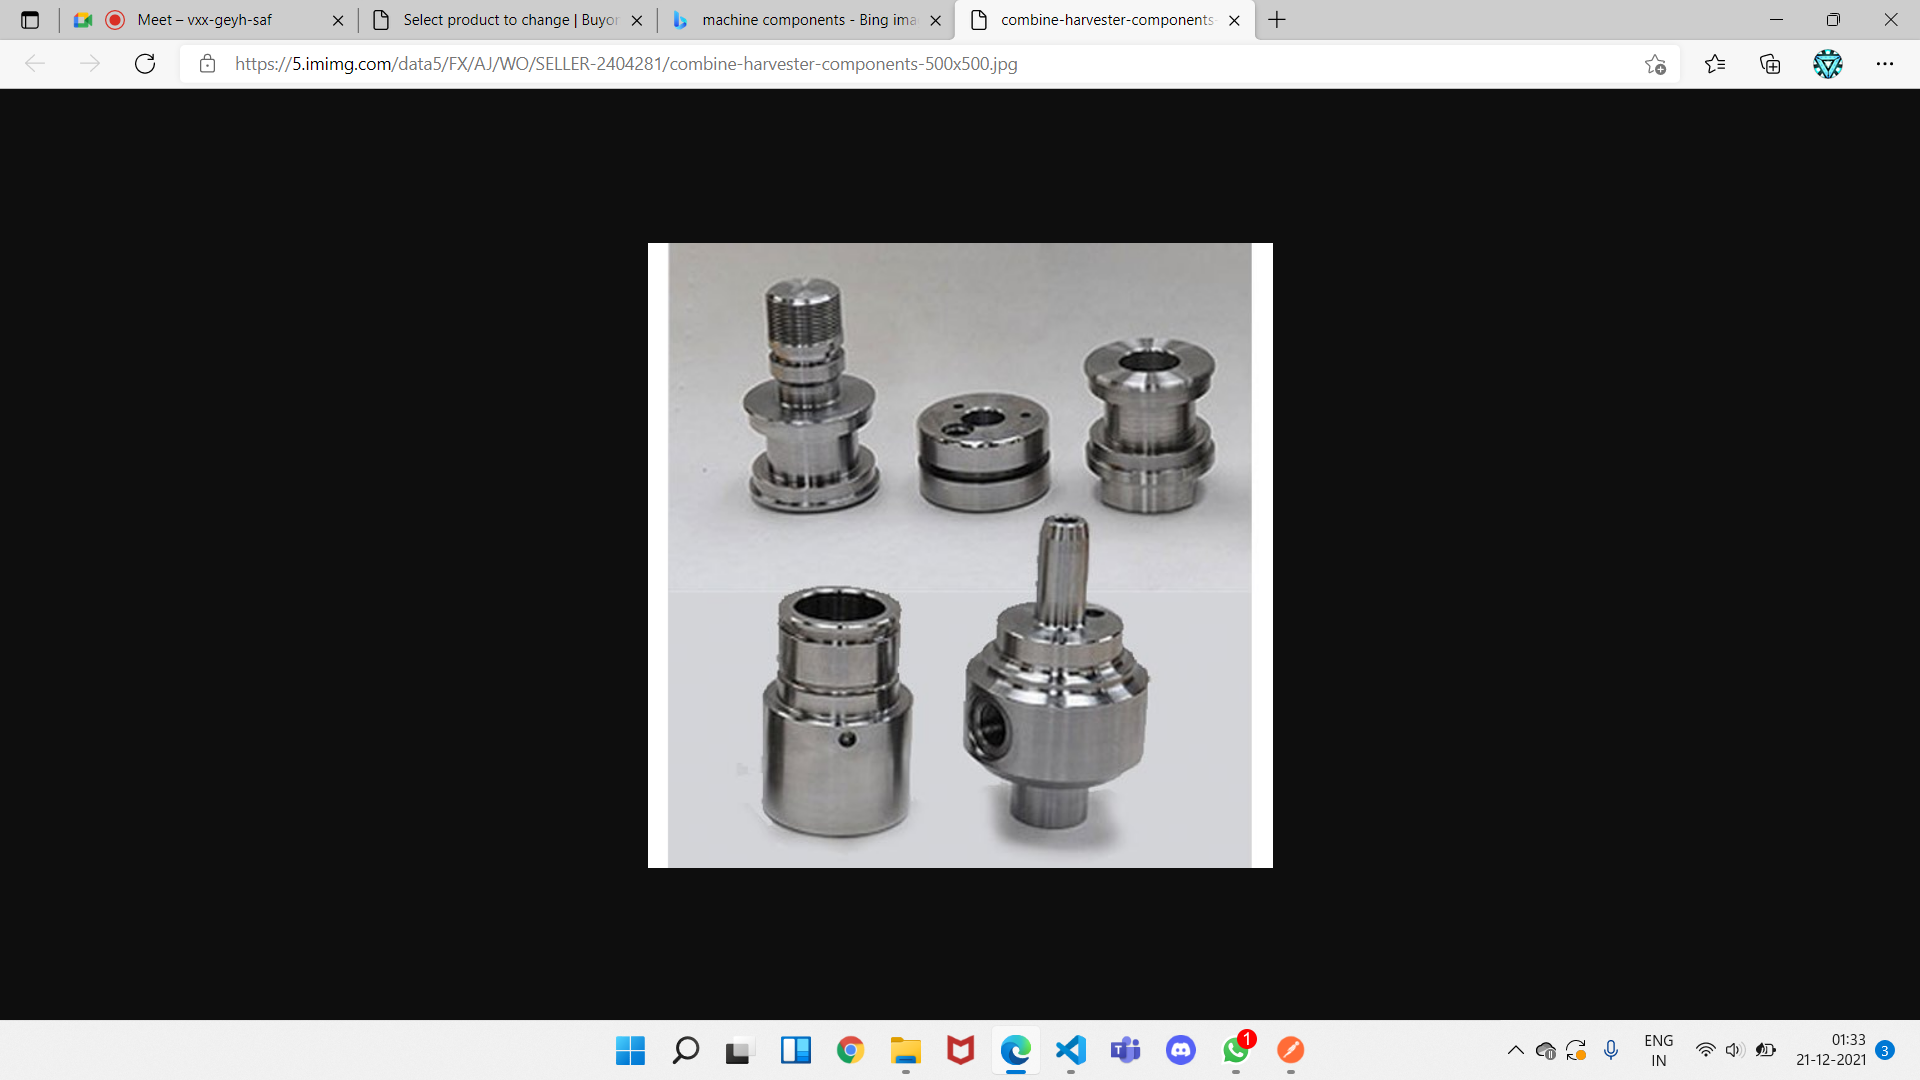 Meet – vxx-geyh-saf
Select product to change | Buyo
machine components - Bing ima
combine-harvester-components-
https://5.imimg.com/data5/FX/AJ/WO/SELLER-2404281/combine-harvester-components-500x500.jpg
1
ENG
IN
01:33
21-12-2021
3